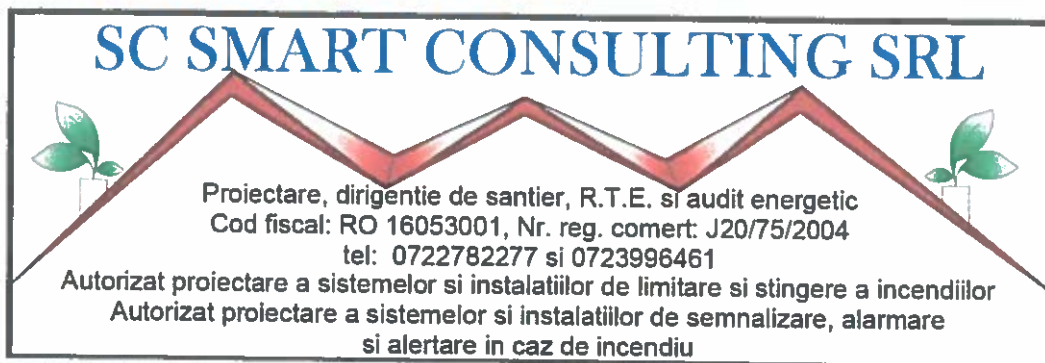 SC SMART CONSULTING SRL
Proiectare, dirigentie de santier, R.T.E. si audit energetic
Cod fiscal: RO 16053001, Nr. reg. comert: J20/75/2004
tel: 0722782277 si 0723996461
Autorizat proiectare a sistemelor si instalatiilor de limitare si stingere a incendiilor
Autorizat proiectare a sistemelor si instalatiilor de semnalizare, alarmare
si alertare in caz de incendiu